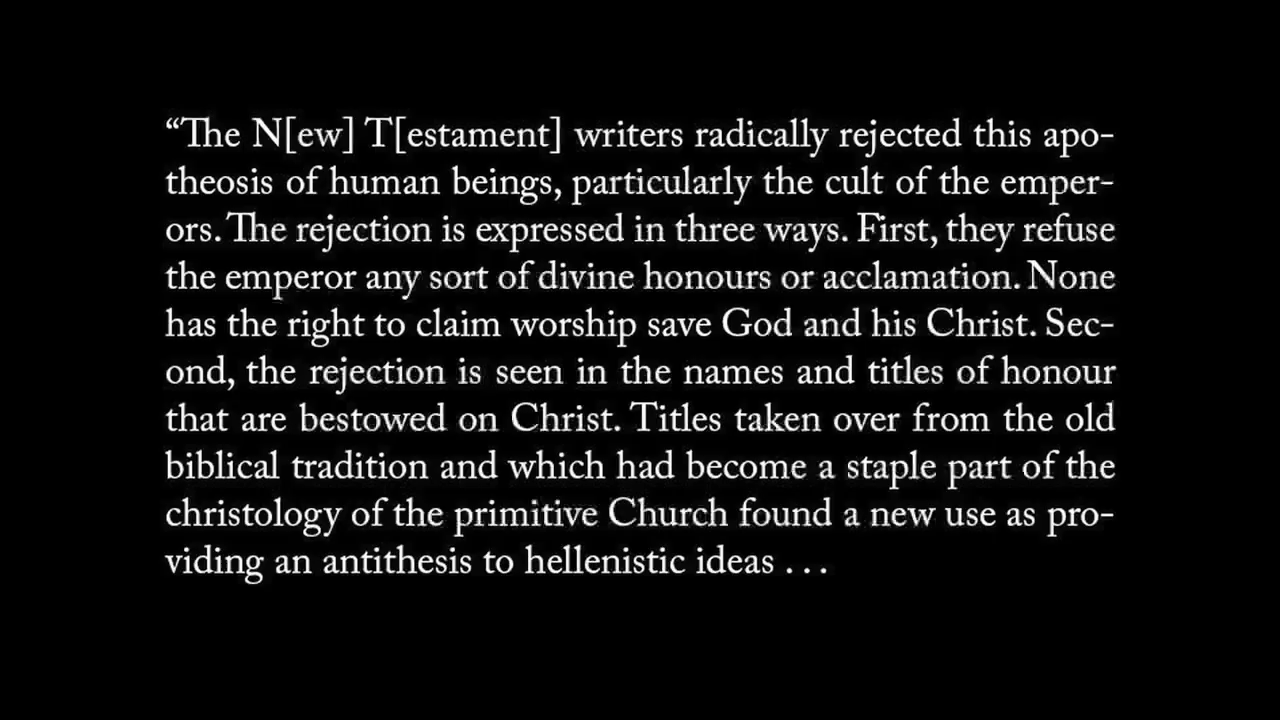 “The N[ew] T[estament] writers radically rejected this apo-
theosis of human beings, particularly the cult of the emper-
ors. The rejection is expressed in three ways. First, they refuse
the emperor any sort of divine honours or acclamation. None
has the right to claim worship save God and his Christ. Sec-
ond, the rejection is seen in the names and titles of honour
that are bestowed on Christ. Titles taken over from the old
biblical tradition and which had become a staple part of the
christology of the primitive Church found a new use as pro-
viding an antithesis to hellenistic ideas . . .